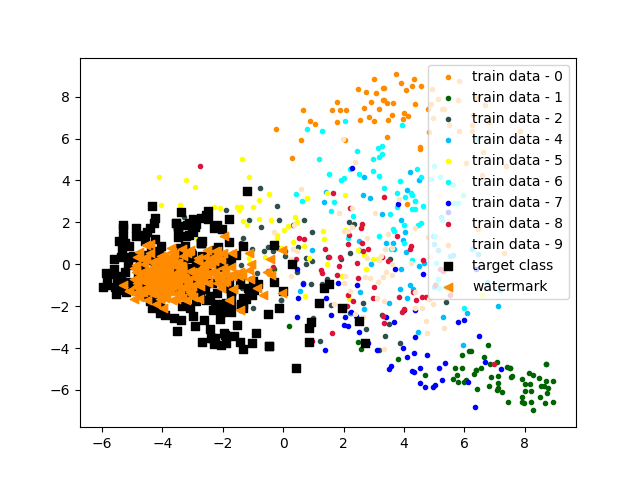 8
6
4
2
0
−2
−4
−6
−6 −4 −2 0 2 4 6 8
train data - 0
train data - 1
train data - 2
train data - 4
train data - 5
train data - 6
train data - 7
train data - 8
train data - 9
target class
watermark